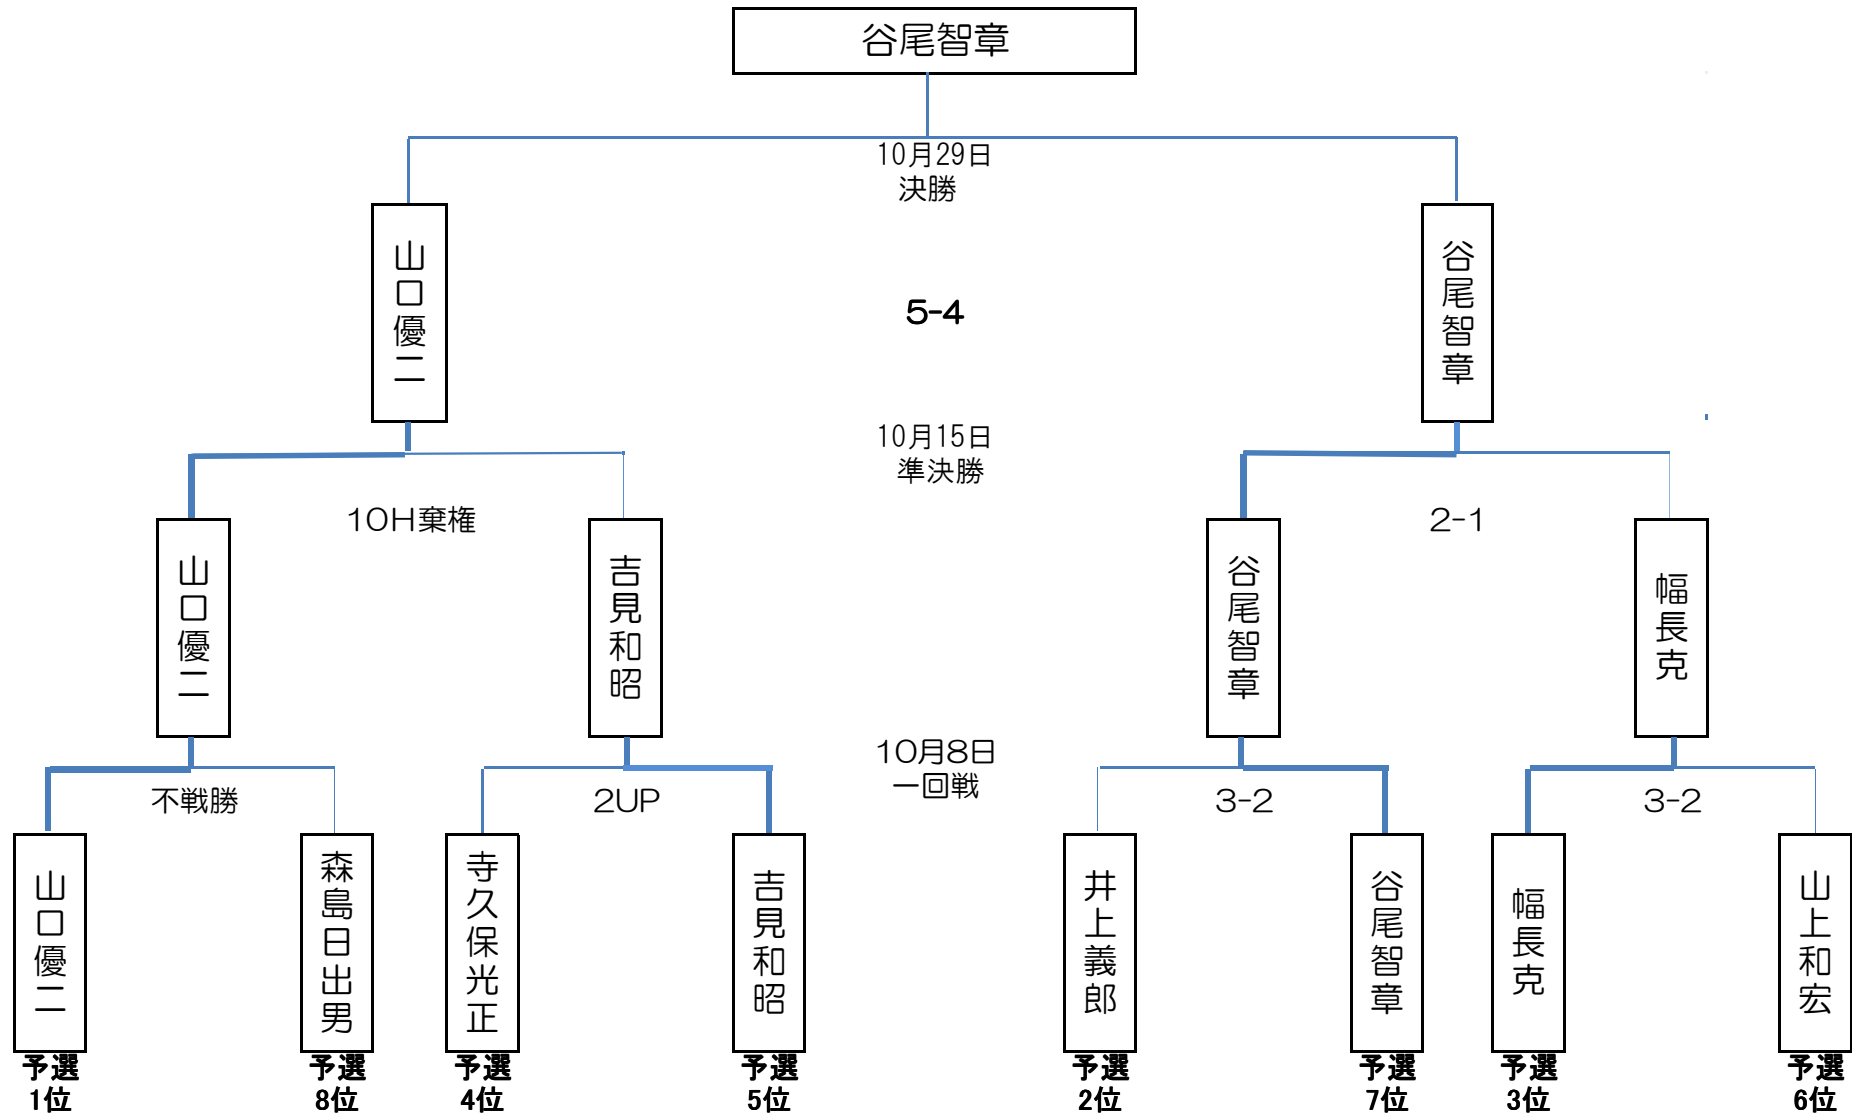 谷尾智章
10月29日
決勝
山口優二
谷尾智章
5-4
10月15日
準決勝
10H棄権
2-1
山口優二
吉見和昭
谷尾智章
幅長克
10月8日
一回戦
不戦勝
2UP
3-2
3-2
山口優二
森島日出男
寺久保光正
吉見和昭
井上義郎
谷尾智章
幅長克
山上和宏
予選
1位
予選
8位
予選
4位
予選
5位
予選
2位
予選
7位
予選
3位
予選
6位